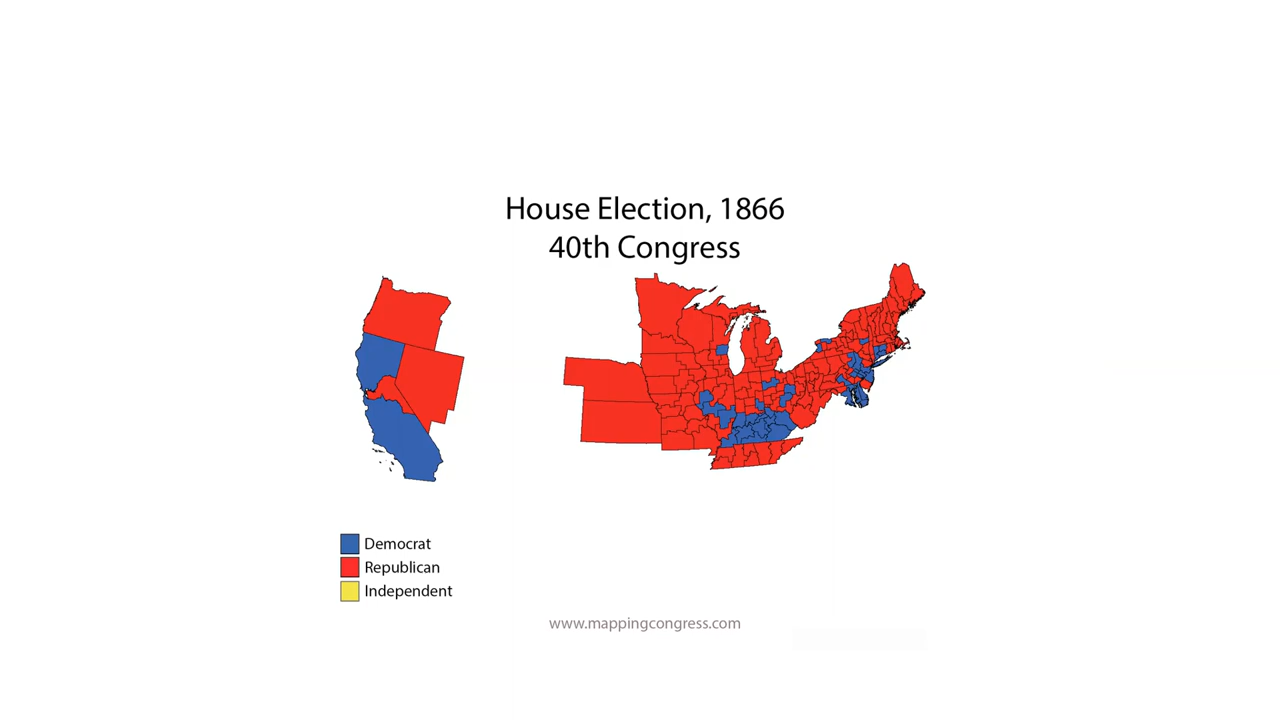 House Election, 1866
40th Congress
Democrat
Republican
Independent
www.mappingcongress.com